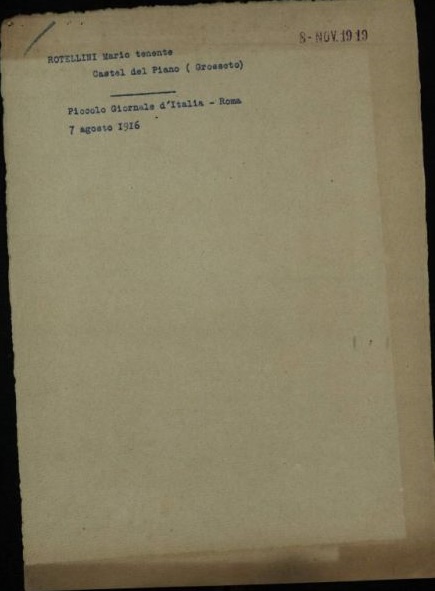 8-NOV.1919
ROTELLINI Mario tenente
Castel del Piano ( Grosseto)
Piccolo Giornale d'Italia - Roma
7 agosto 1916